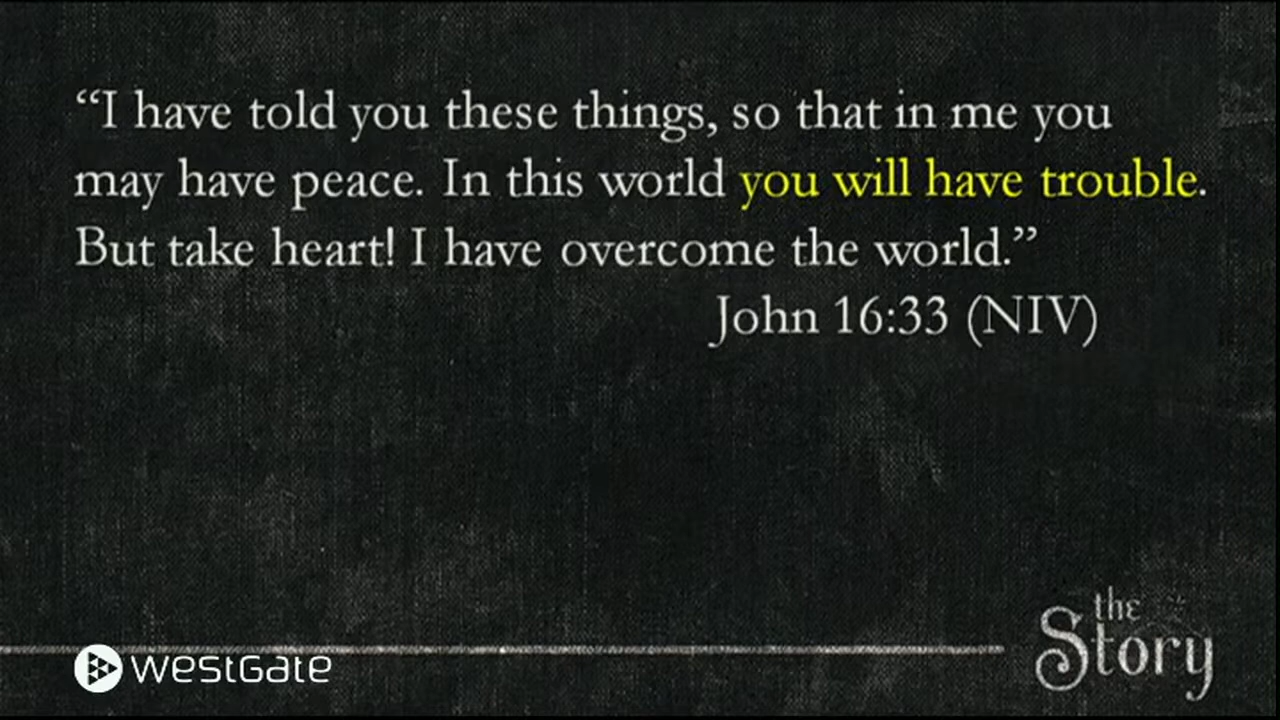 “I have told you these things, so that in me you
may have peace. In this world you will have trouble.
But take heart! I have overcome the world.”
John 16:33 (NIV)
the
Story
WESTGATE